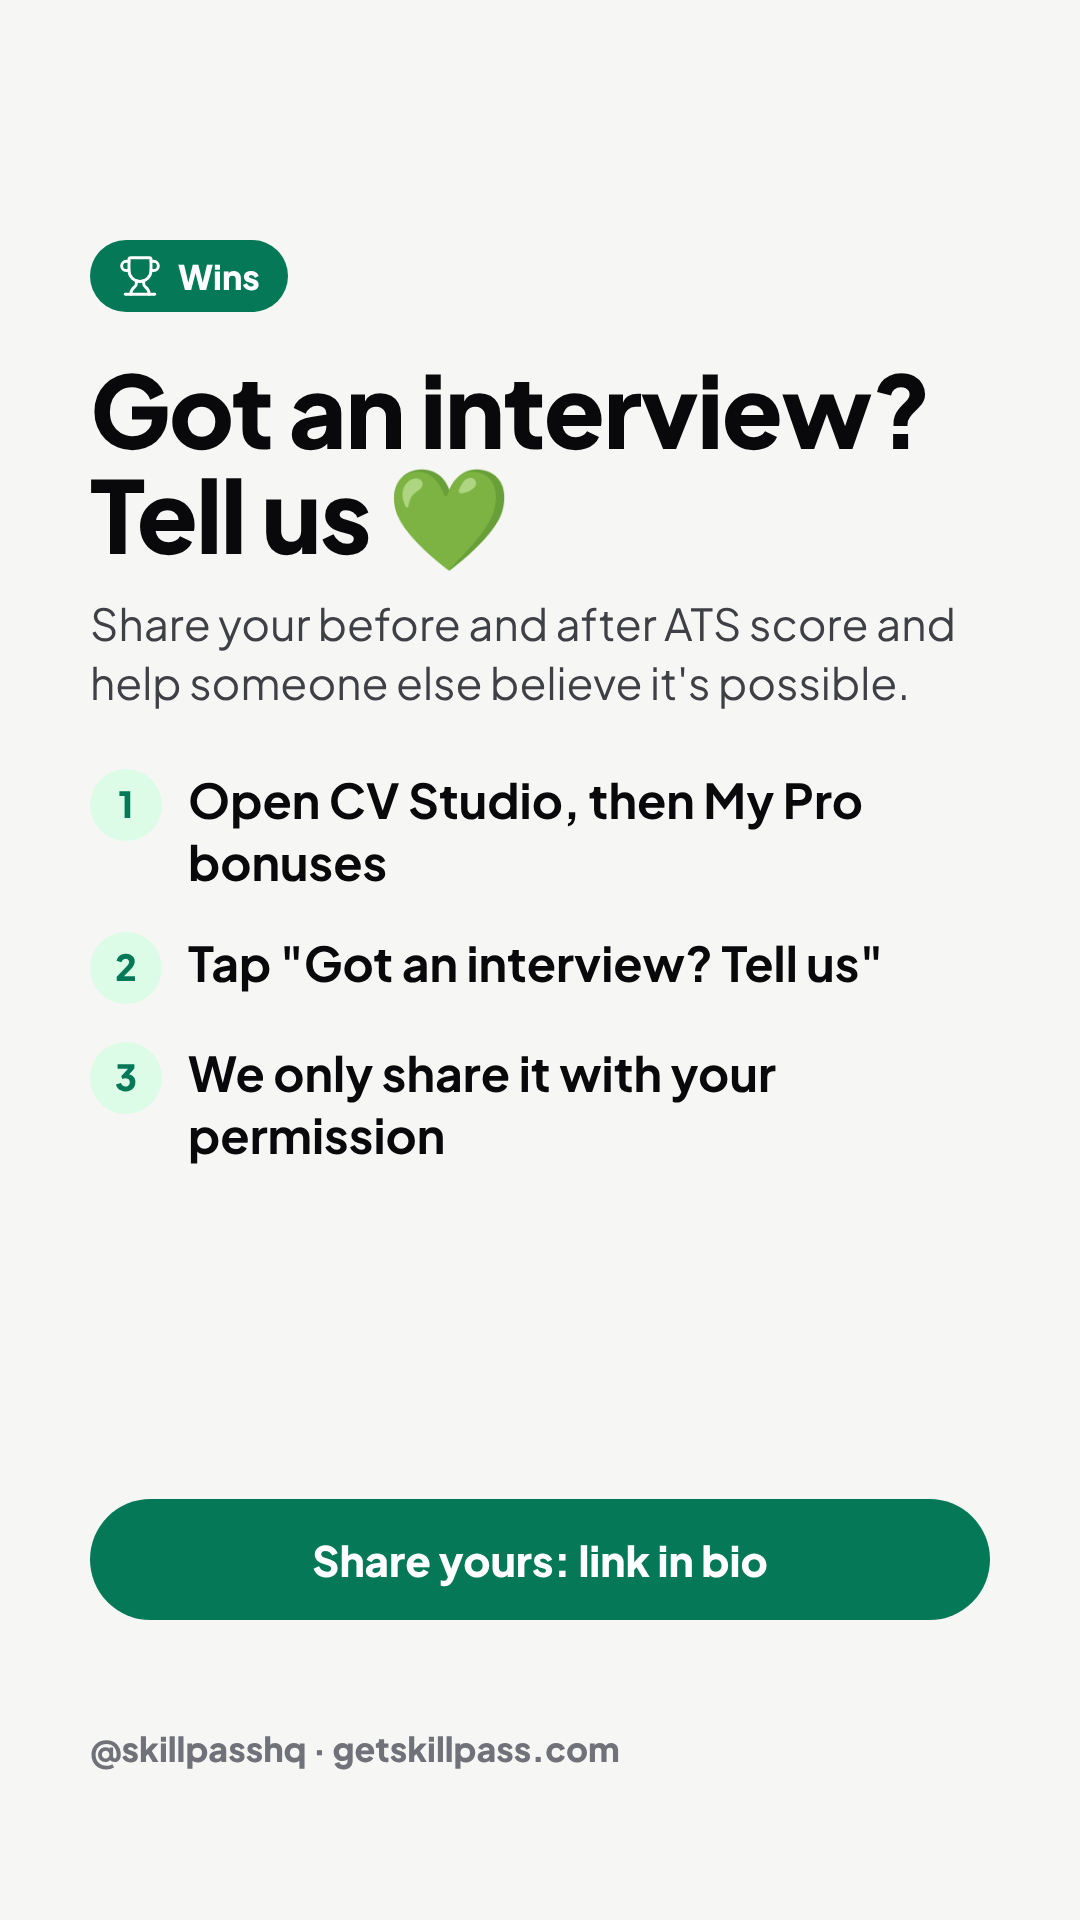 Wins
Got an interview?
Tell us 💚
Share your before and after ATS score and
help someone else believe it's possible.
1 Open CV Studio, then My Pro
bonuses
2 Tap "Got an interview? Tell us"
3 We only share it with your
permission
Share yours: link in bio
@skillpasshq · getskillpass.com